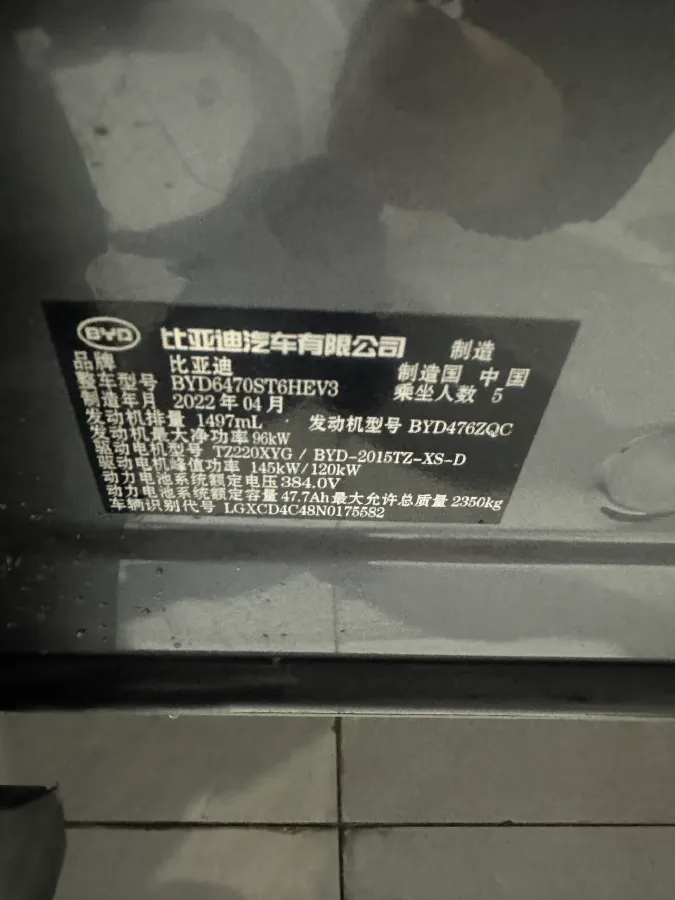 BYD 比亚迪汽车有限公司 制造
品牌 比亚迪 制造国 中国
整车型号 BYD6470ST6HEV3 乘坐人数 5
制造年月 2022年04月
发动机排量 1497mL 发动机型号 BYD476ZQC
发动机最大净功率 96kW
驱动电机型号 TZ220XYG / BYD-2015TZ-XS-D
驱动电机峰值功率 145kW/120kW
动力电池系统额定电压 384.0V
动力电池系统额定容量 47.7Ah 最大允许总质量 2350kg
车辆识别代号 LGXCD4C48N0175582